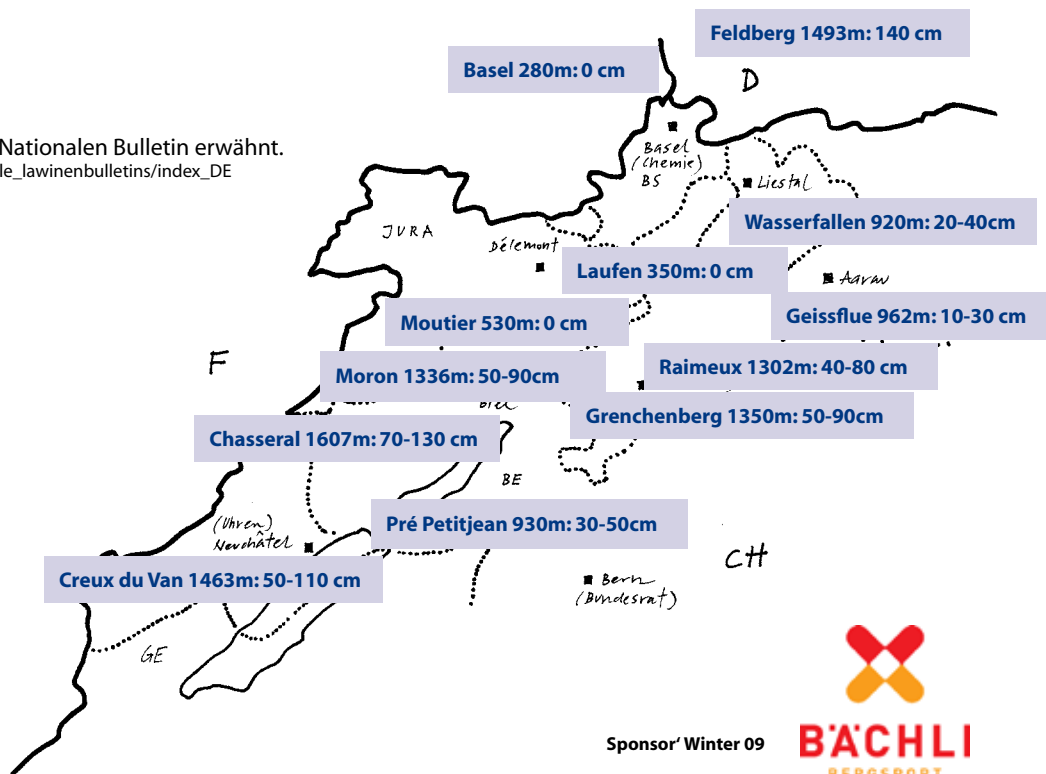 Feldberg 1493m: 140 cm
Basel 280m: 0 cm
D
Nationalen Bulletin erwähnt.
le_lawinenbulletins/index_DE
Basel
(Chemie)
BS
Liestal
Wasserfallen 920m: 20-40cm
JURA
Délemont
Laufen 350m: 0 cm
Aarau
Geissflue 962m: 10-30 cm
Moutier 530m: 0 cm
F
Raimeux 1302m: 40-80 cm
Moron 1336m: 50-90cm
Biel
Grenchenberg 1350m: 50-90cm
Chasseral 1607m: 70-130 cm
BE
(Uhren)
Neuchâtel
Pré Petitjean 930m: 30-50cm
CH
Creux du Van 1463m: 50-110 cm
Bern
(Bundesrat)
GE
Sponsor‘ Winter 09
BÄCHLI
BERGSPORT